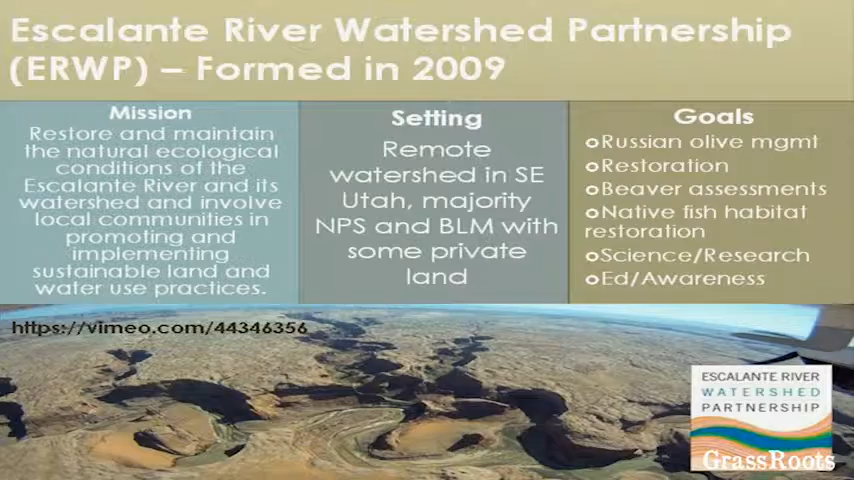 Escalante River Watershed Partnership
(ERWP) – Formed in 2009
Mission
Restore and maintain
the natural ecological
conditions of the
Escalante River and its
watershed and involve
local communities in
promoting and
implementing
sustainable land and
water use practices.
Setting
Remote
watershed in SE
Utah, majority
NPS and BLM with
some private
land
Goals
Russian olive mgmt
Restoration
Beaver assessments
Native fish habitat
restoration
Science/Research
Ed/Awareness
https://vimeo.com/44346356
ESCALANTE RIVER
WATERSHED
PARTNERSHIP
GrassRoots